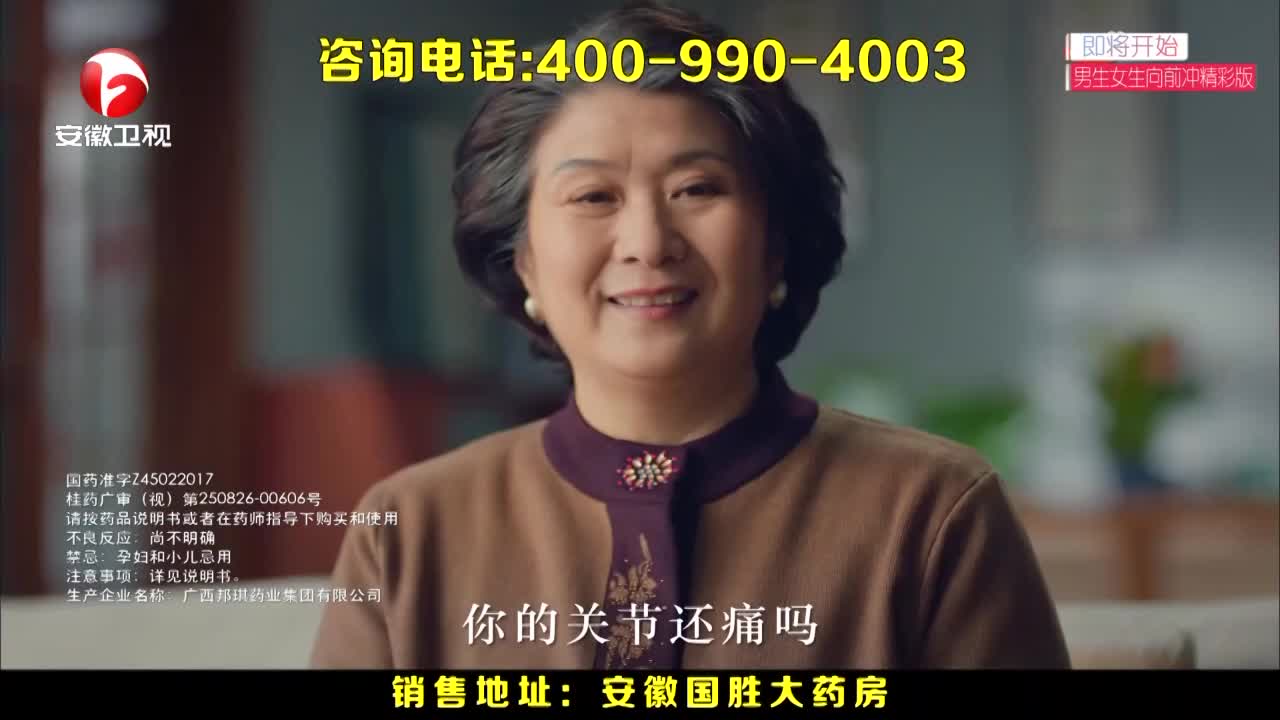 咨询电话:400-990-4003
即将开始
男生女生向前冲精彩版
安徽卫视
国药准字Z45022017
桂药广审（视）第250826-00606号
请按药品说明书或者在药师指导下购买和使用
不良反应：尚不明确
禁忌：孕妇和小儿忌用
注意事项：详见说明书。
生产企业名称：广西邦琪药业集团有限公司
你的关节还痛吗
销售地址：安徽国胜大药房